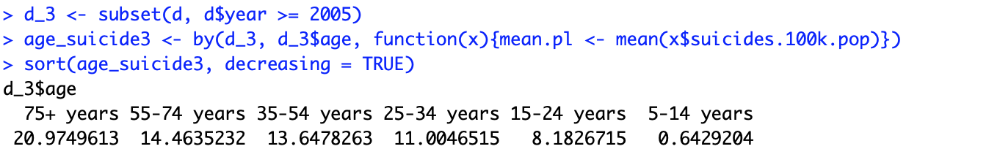 > d_3 <- subset(d, d$year >= 2005)
> age_suicide3 <- by(d_3, d_3$age, function(x){mean.pl <- mean(x$suicides.100k.pop)})
> sort(age_suicide3, decreasing = TRUE)
d_3$age
  75+ years 55-74 years 35-54 years 25-34 years 15-24 years  5-14 years
 20.9749613  14.4635232  13.6478263  11.0046515   8.1826715   0.6429204